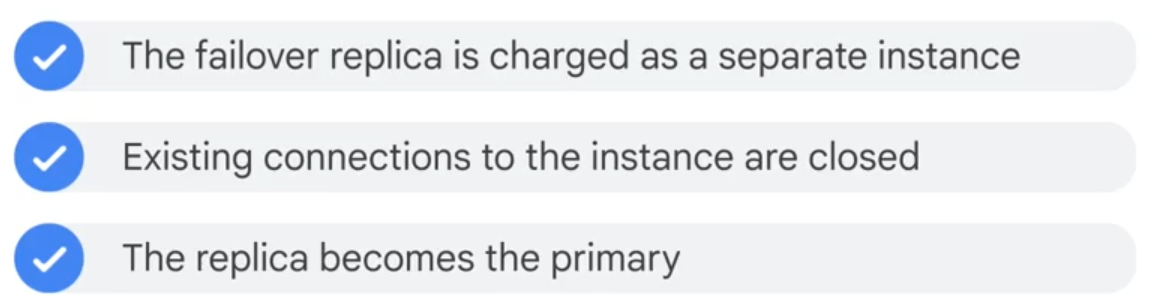 The failover replica is charged as a separate instance
Existing connections to the instance are closed
The replica becomes the primary